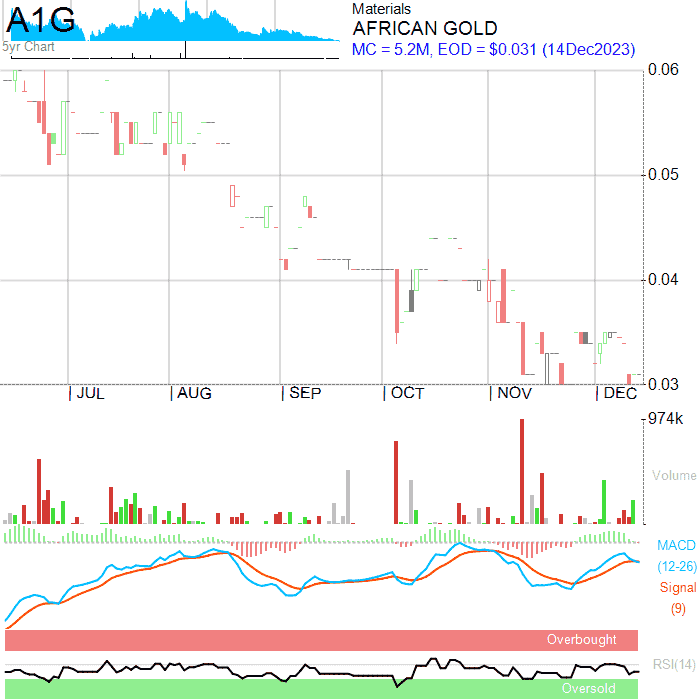 A1G
5yr Chart
Materials
AFRICAN GOLD
MC = 5.2M, EOD = $0.031 (14Dec2023)
0.06
0.05
0.04
0.03
JUL
AUG
SEP
OCT
NOV
DEC
974k
Volume
MACD
(12-26)
Signal
(9)
Overbought
RSI(14)
Oversold